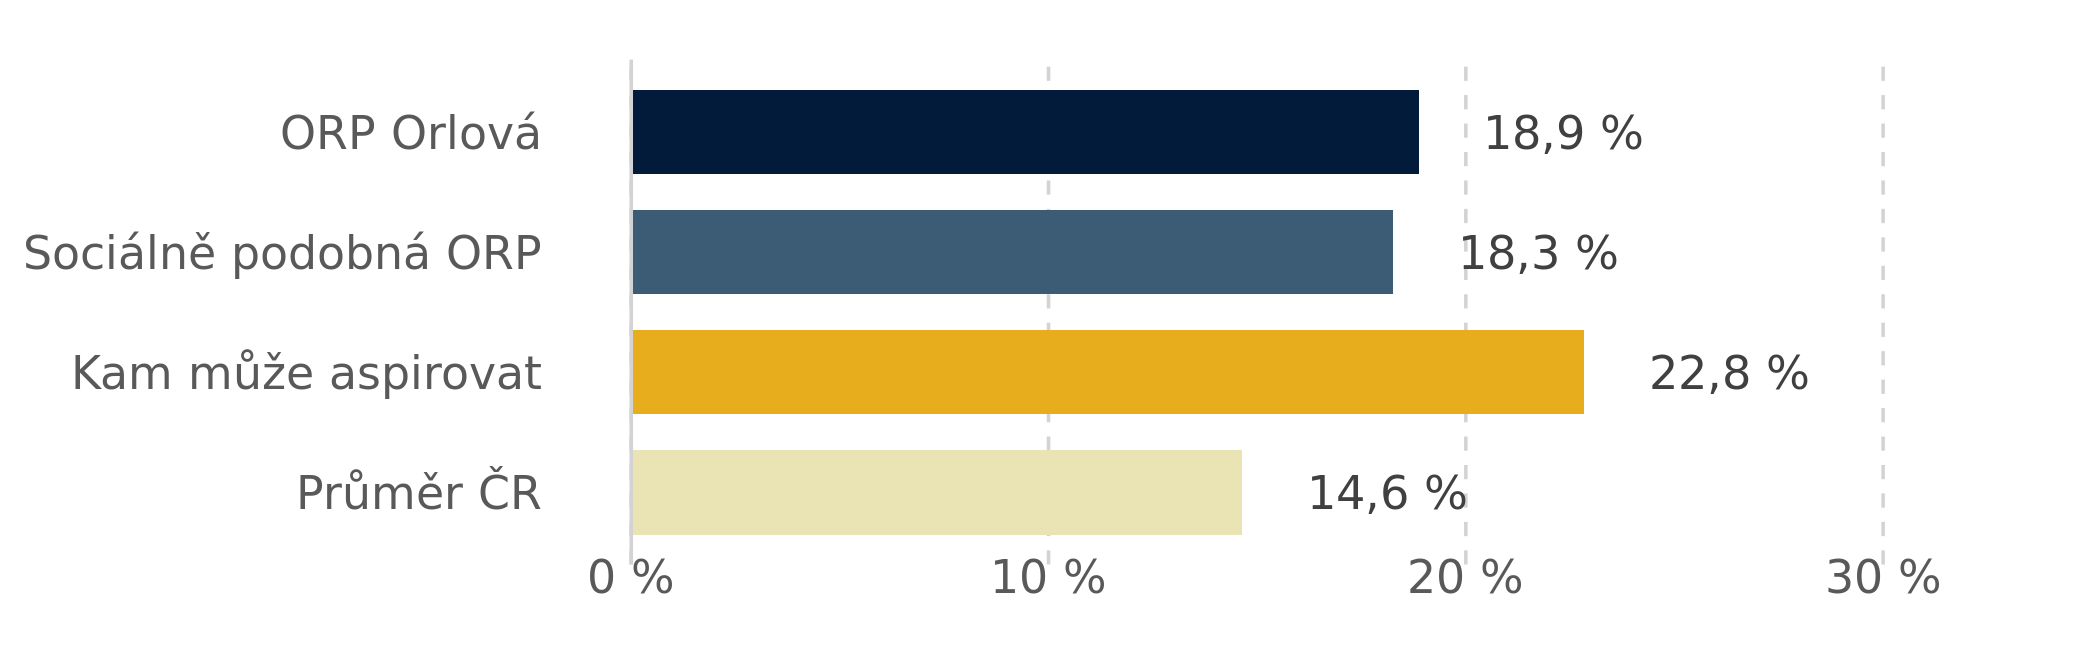 ORP Orlová
18,9 %
Sociálně podobná ORP
18,3 %
Kam může aspirovat
22,8 %
Průměr ČR
14,6 %
0 % 10 % 20 % 30 %